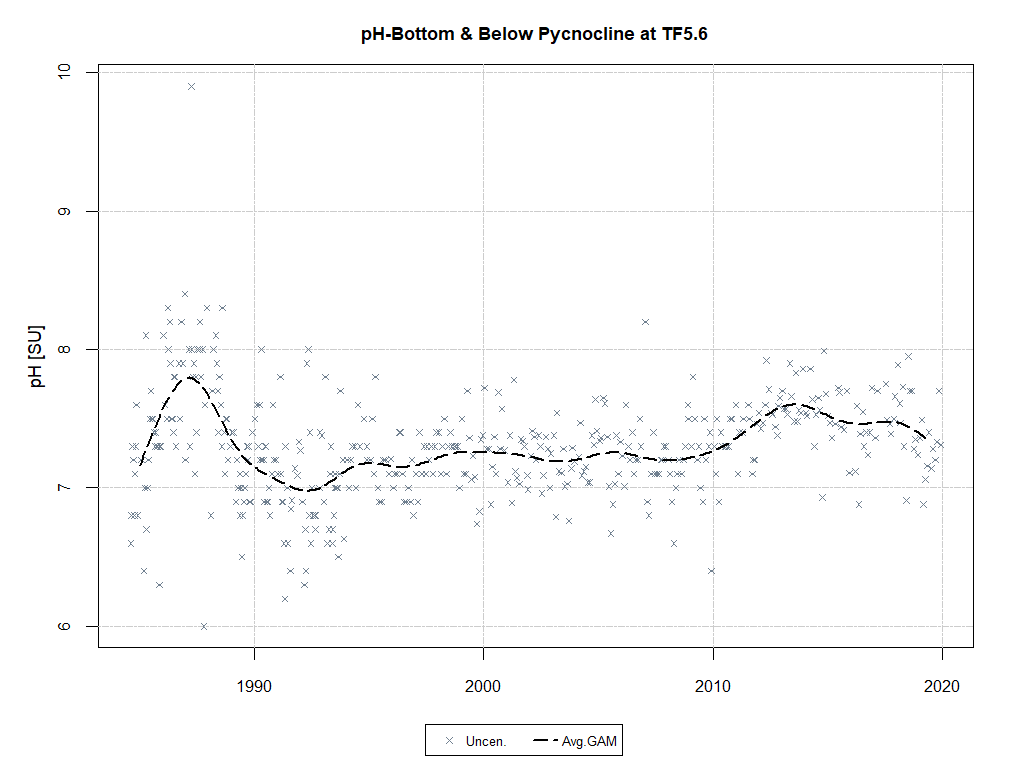 pH-Bottom & Below Pycnocline at TF5.6
pH [SU]
10
9
8
7
6
1990
2000
2010
2020
Uncen.
Avg.GAM